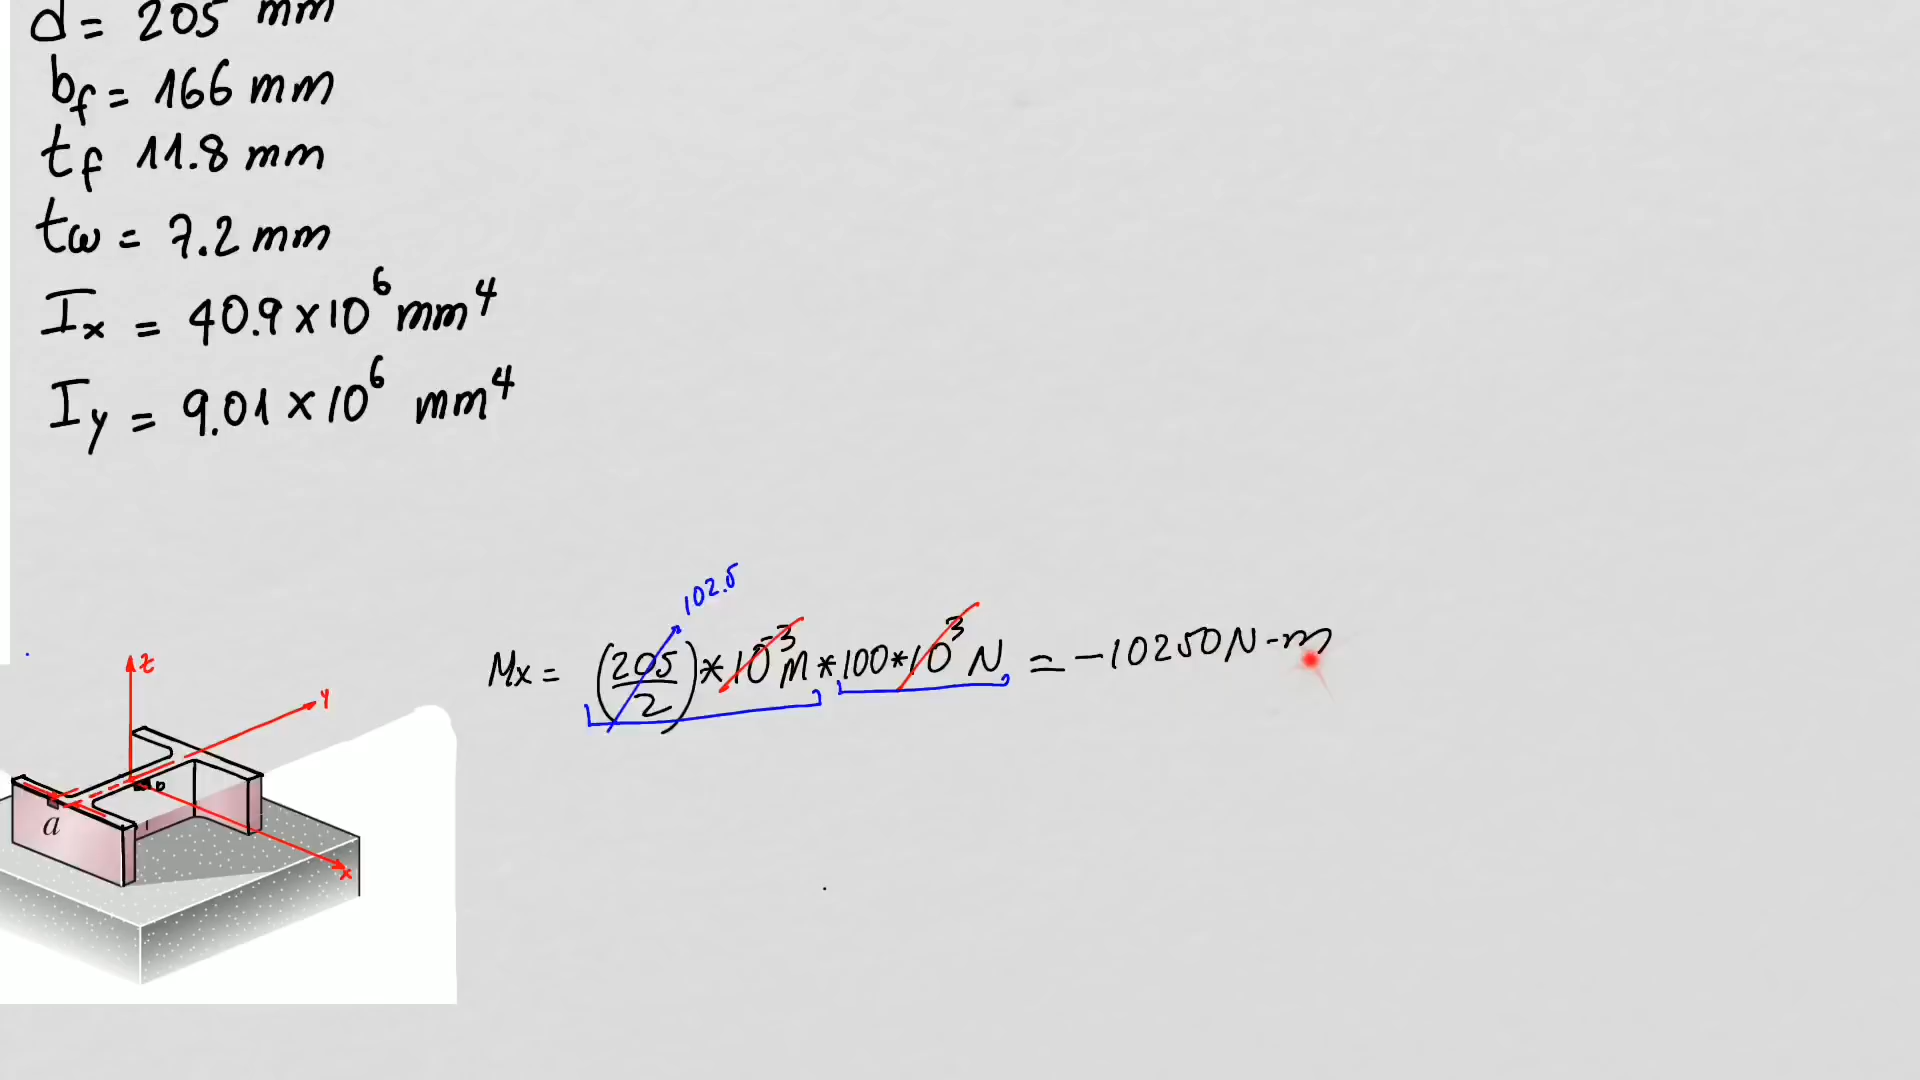 d = 205 mm
bf = 166 mm
tf 11.8 mm
tw = 7.2 mm
Ix = 40.9 x 10^6 mm^4
Iy = 9.01 x 10^6 mm^4
102.5
Mx = (205/2) * 10^-3 m * 100 * 10^3 N = -10250 N-m
z
y
a
x